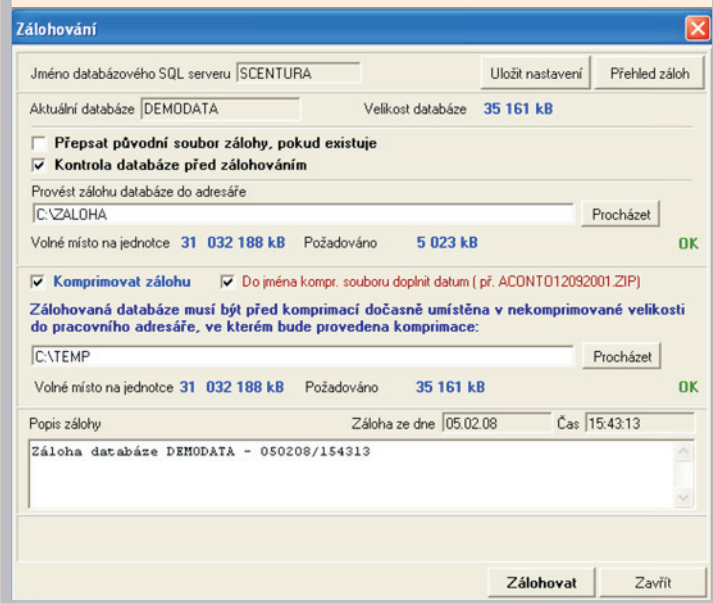 Zálohování
Jméno databázového SQL serveru SCENTURA Uložit nastavení Přehled záloh
Aktuální databáze DEMODATA Velikost databáze 35 161 kB
Přepsat původní soubor zálohy, pokud existuje
Kontrola databáze před zálohováním
Provést zálohu databáze do adresáře
C:\ZALOHA Procházet
Volné místo na jednotce 31 032 188 kB Požadováno 5 023 kB OK
Komprimovat zálohu Do jména kompr. souboru doplnit datum ( př. ACONTO12092001.ZIP)
Zálohovaná databáze musí být před komprimací dočasně umístěna v nekomprimované velikosti
do pracovního adresáře, ve kterém bude provedena komprimace:
C:\TEMP Procházet
Volné místo na jednotce 31 032 188 kB Požadováno 35 161 kB OK
Popis zálohy Záloha ze dne 05.02.08 Čas 15:43:13
Záloha databáze DEMODATA - 050208/154313
Zálohovat Zavřít